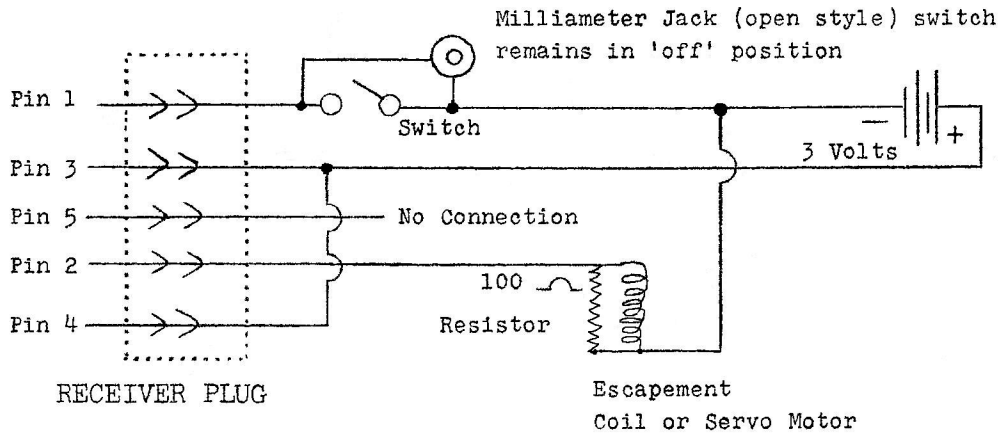 Milliameter Jack (open style) switch
remains in 'off' position
Pin 1
Switch
−
+
3 Volts
Pin 3
Pin 5
No Connection
Pin 2
100
Pin 4
Resistor
RECEIVER PLUG
Escapement
Coil or Servo Motor